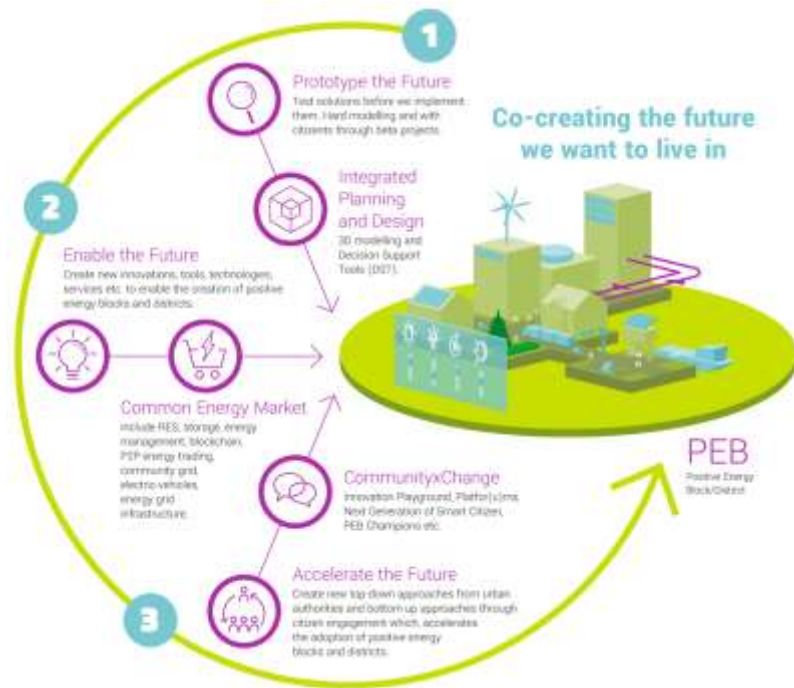 1
Prototype the Future
Test solutions before we implement
them. Hard modelling and with
citizents through beta projects.
Co-creating the future
we want to live in
Integrated
Planning
and Design
3D modelling and
Decision Support
Tools (DST).
2
Enable the Future
Create new innovations, tools, technologies,
services etc. to enable the creation of positive
energy blocks and districts.
Common Energy Market
include RES, storage, energy
management, blockchain,
P2P energy trading,
community grid,
electro-vehicles,
energy grid
infrastructure.
PEB
Positive Energy
Block/District
CommunityxChange
Innovation Playground, Platfor(u)ms,
Next Generation of Smart Citizen,
PEB Champions etc.
3
Accelerate the Future
Create new top-down approaches from urban
authorities and bottom up approaches through
citizen engagement which, accelerates
the adoption of positive energy
blocks and districts.